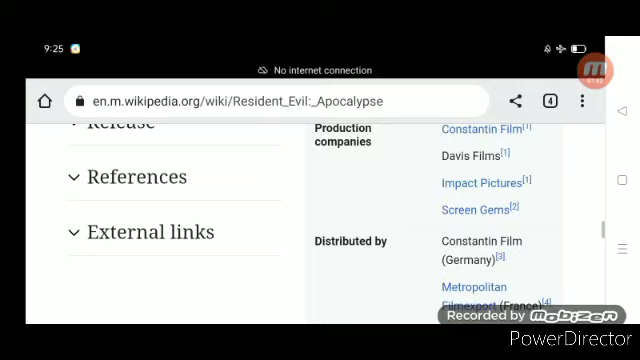 9:25
No internet connection
01:42
en.m.wikipedia.org/wiki/Resident_Evil:_Apocalypse
4
Release
References
External links
Production companies
Constantin Film[1]
Davis Films[1]
Impact Pictures[1]
Screen Gems[2]
Distributed by
Constantin Film
(Germany)[3]
Metropolitan
Filmexport (France)[4]
Recorded by Mobizen
PowerDirector